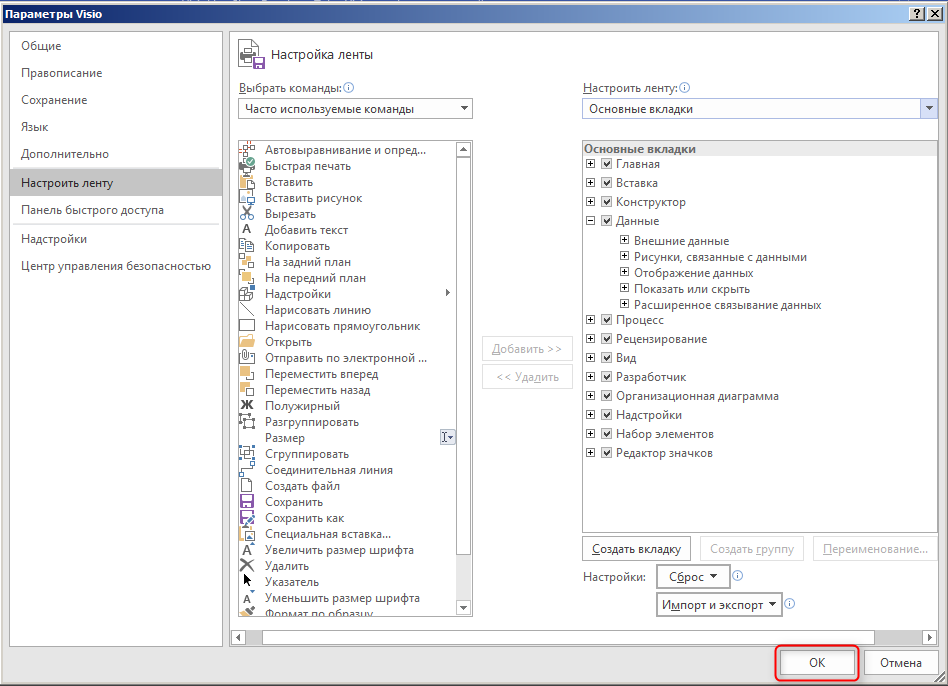 Параметры Visio
Общие
Правописание
Сохранение
Язык
Дополнительно
Настроить ленту
Панель быстрого доступа
Надстройки
Центр управления безопасностью
Настройка ленты
Выбрать команды:
Часто используемые команды
Автовыравнивание и опред...
Быстрая печать
Вставить
Вставить рисунок
Вырезать
Добавить текст
Копировать
На задний план
На передний план
Надстройки
Нарисовать линию
Нарисовать прямоугольник
Открыть
Отправить по электронной ...
Переместить вперед
Переместить назад
Полужирный
Разгруппировать
Размер
Сгруппировать
Соединительная линия
Создать файл
Сохранить
Сохранить как
Специальная вставка...
Увеличить размер шрифта
Удалить
Указатель
Уменьшить размер шрифта
Формат по образцу
Добавить >>
<< Удалить
Настроить ленту:
Основные вкладки
Основные вкладки
Главная
Вставка
Конструктор
Данные
Внешние данные
Рисунки, связанные с данными
Отображение данных
Показать или скрыть
Расширенное связывание данных
Процесс
Рецензирование
Вид
Разработчик
Организационная диаграмма
Надстройки
Набор элементов
Редактор значков
Создать вкладку
Создать группу
Переименование...
Настройки:
Сброс
Импорт и экспорт
ОК
Отмена